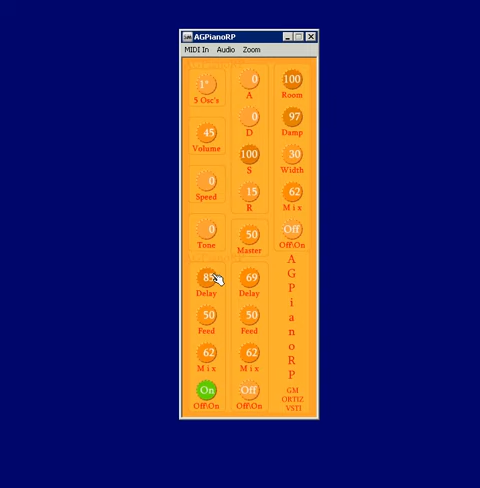 AGPianoRP
MIDI In Audio Zoom
1*
5 Osc's
45
Volume
0
Speed
0
Tone
85
Delay
50
Feed
62
Mix
On
Off\On
0
A
0
D
100
S
15
R
50
Master
69
Delay
50
Feed
62
Mix
Off
Off\On
100
Room
97
Damp
30
Width
62
Mix
Off
Off\On
A
G
P
i
a
n
o
R
P
GM
ORTIZ
VSTI